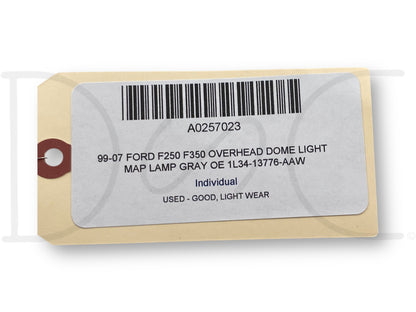 A0257023
99-07 FORD F250 F350 OVERHEAD DOME LIGHT
MAP LAMP GRAY OE 1L34-13776-AAW
Individual
USED - GOOD, LIGHT WEAR